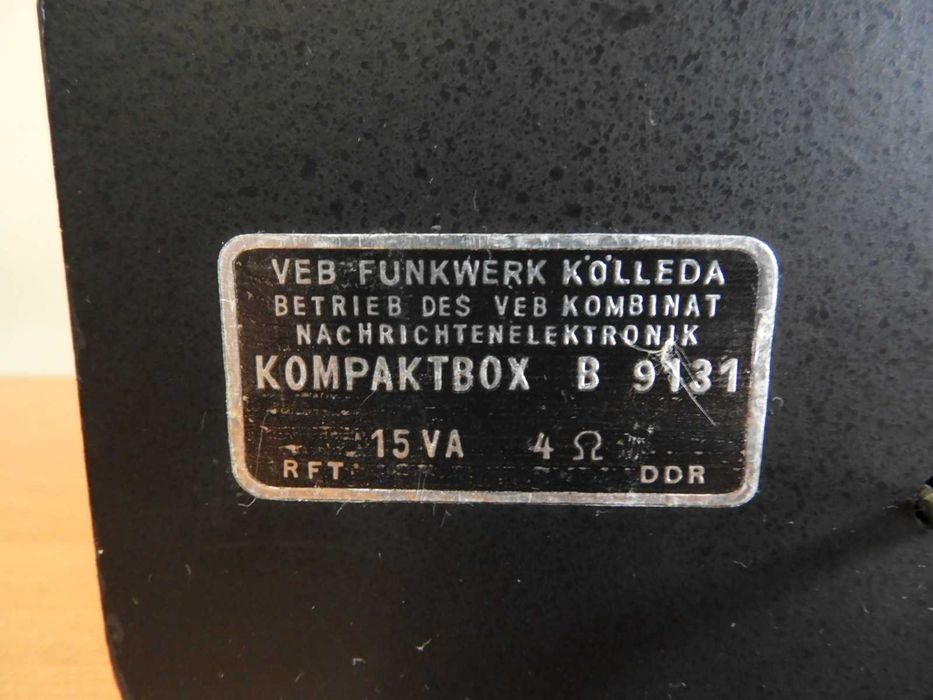 VEB FUNKWERK KÖLLEDA
BETRIEB DES VEB KOMBINAT
NACHRICHTENELEKTRONIK
KOMPAKTBOX B 9131
15 VA 4 Ω
RFT DDR